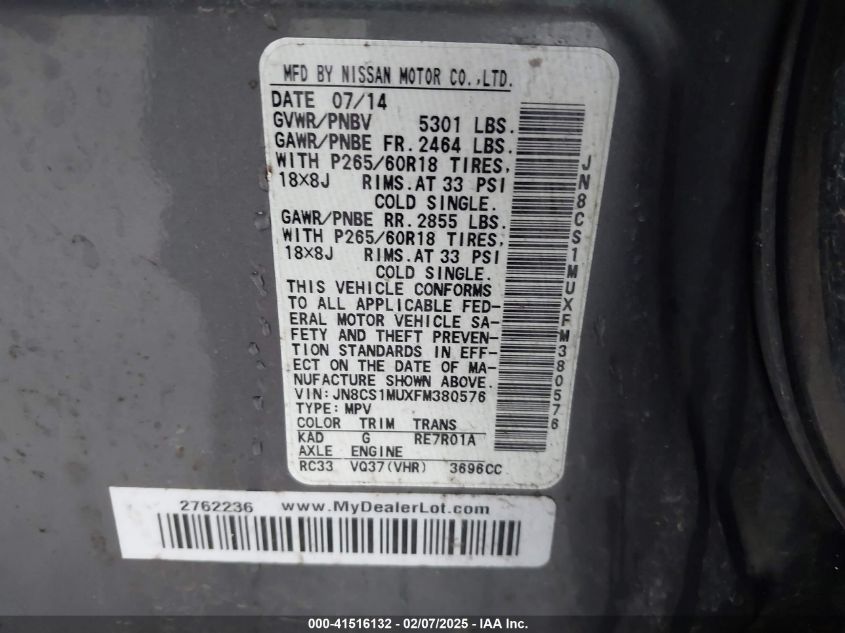 MFD BY NISSAN MOTOR CO.,LTD.
DATE 07/14
GVWR/PNBV 5301 LBS.
GAWR/PNBE FR. 2464 LBS.
WITH P265/60R18 TIRES,
18X8J RIMS.AT 33 PSI
COLD SINGLE.
GAWR/PNBE RR. 2855 LBS.
WITH P265/60R18 TIRES,
18X8J RIMS.AT 33 PSI
COLD SINGLE.
THIS VEHICLE CONFORMS
TO ALL APPLICABLE FED-
ERAL MOTOR VEHICLE SA-
FETY AND THEFT PREVEN-
TION STANDARDS IN EFF-
ECT ON THE DATE OF MA-
NUFACTURE SHOWN ABOVE.
VIN: JN8CS1MUXFM380576
TYPE: MPV
COLOR TRIM TRANS
KAD G RE7R01A
AXLE ENGINE
RC33 VQ37(VHR) 3696CC
JN8CS1MUXFM380576
2762236 www.MyDealerLot.com
000-41516132 — 02/07/2025 — IAA Inc.